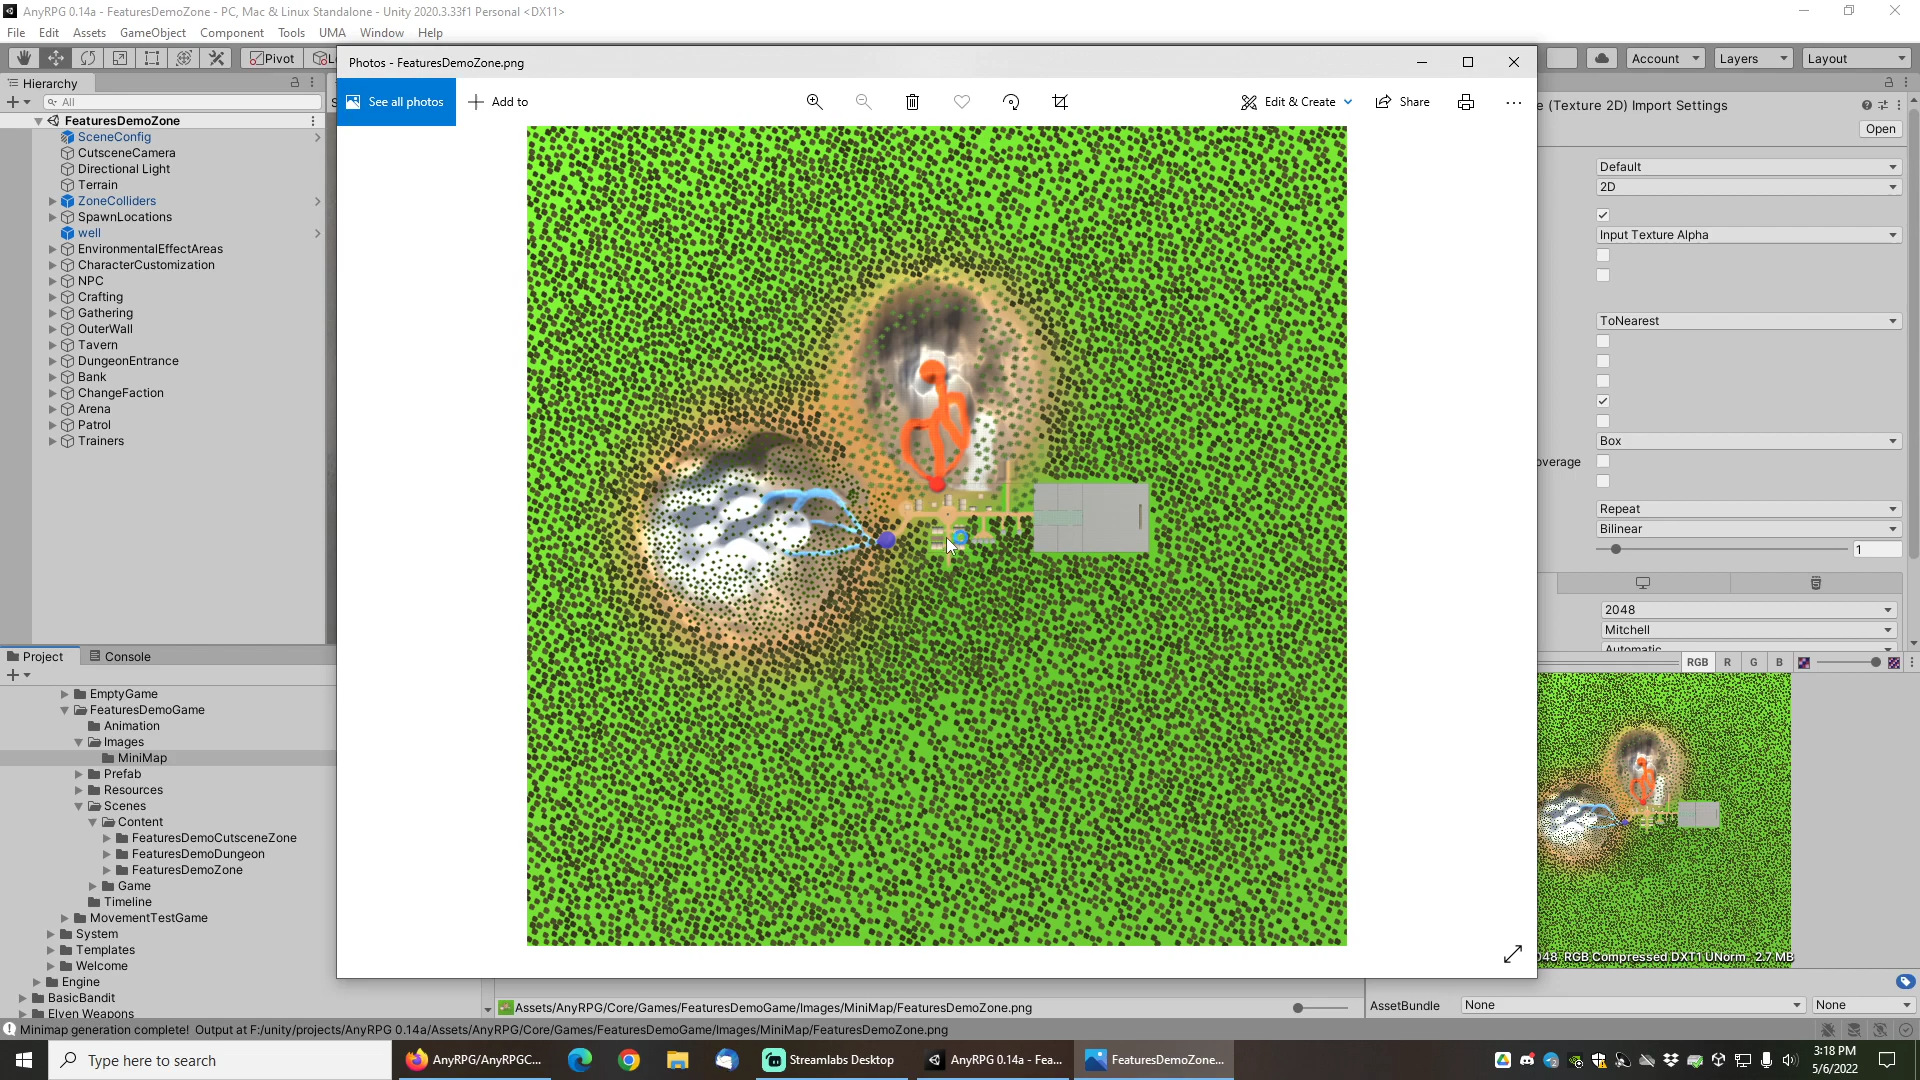 AnyRPG 0.14a - FeaturesDemoZone - PC, Mac & Linux Standalone - Unity 2020.3.33f1 Personal <DX11>
File Edit Assets GameObject Component Tools UMA Window Help
Pivot
Account Layers Layout
Hierarchy
All
FeaturesDemoZone
SceneConfig
CutsceneCamera
Directional Light
Terrain
ZoneColliders
SpawnLocations
well
EnvironmentalEffectAreas
CharacterCustomization
NPC
Crafting
Gathering
OuterWall
Tavern
DungeonEntrance
Bank
ChangeFaction
Arena
Patrol
Trainers
Photos - FeaturesDemoZone.png
See all photos Add to Edit & Create Share
e (Texture 2D) Import Settings
Open
Default
2D
Input Texture Alpha
ToNearest
Box
overage
Repeat
Bilinear
1
2048
Mitchell
Automatic
RGB R G B
048 RGB Compressed DXT1 UNorm 2.7 MB
Project Console
EmptyGame
FeaturesDemoGame
Animation
Images
MiniMap
Prefab
Resources
Scenes
Content
FeaturesDemoCutsceneZone
FeaturesDemoDungeon
FeaturesDemoZone
Game
Timeline
MovementTestGame
System
Templates
Welcome
Engine
BasicBandit
Elven Weapons
Assets/AnyRPG/Core/Games/FeaturesDemoGame/Images/MiniMap/FeaturesDemoZone.png
AssetBundle None None
Minimap generation complete! Output at F:/unity/projects/AnyRPG 0.14a/Assets/AnyRPG/Core/Games/FeaturesDemoGame/Images/MiniMap/FeaturesDemoZone.png
Type here to search
AnyRPG/AnyRPGC...
Streamlabs Desktop
AnyRPG 0.14a - Fea...
FeaturesDemoZone...
3:18 PM
5/6/2022